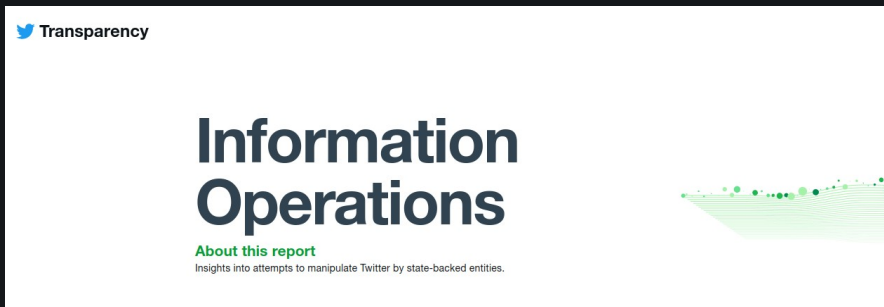 Transparency
Information
Operations
About this report
Insights into attempts to manipulate Twitter by state-backed entities.